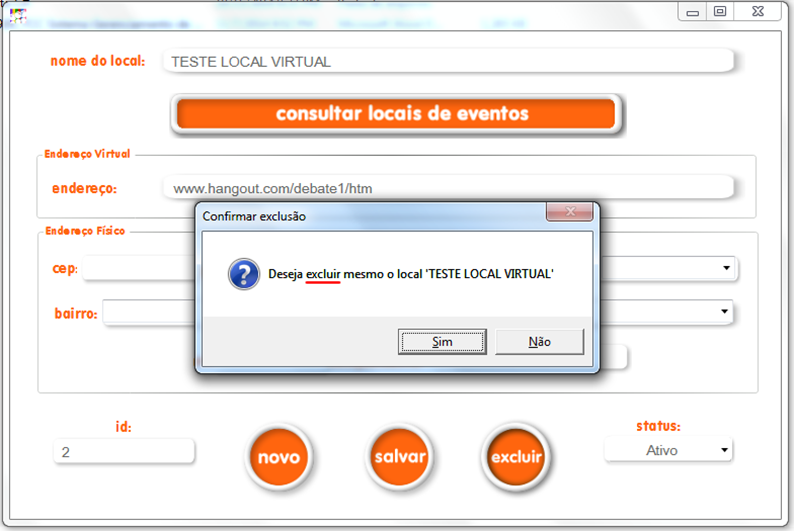 nome do local: TESTE LOCAL VIRTUAL
consultar locais de eventos
Endereço Virtual
endereço: www.hangout.com/debate1/htm
Confirmar exclusão
Endereço Físico
Deseja excluir mesmo o local 'TESTE LOCAL VIRTUAL'
cep:
bairro:
Sim Não
id: status:
2 novo salvar excluir Ativo